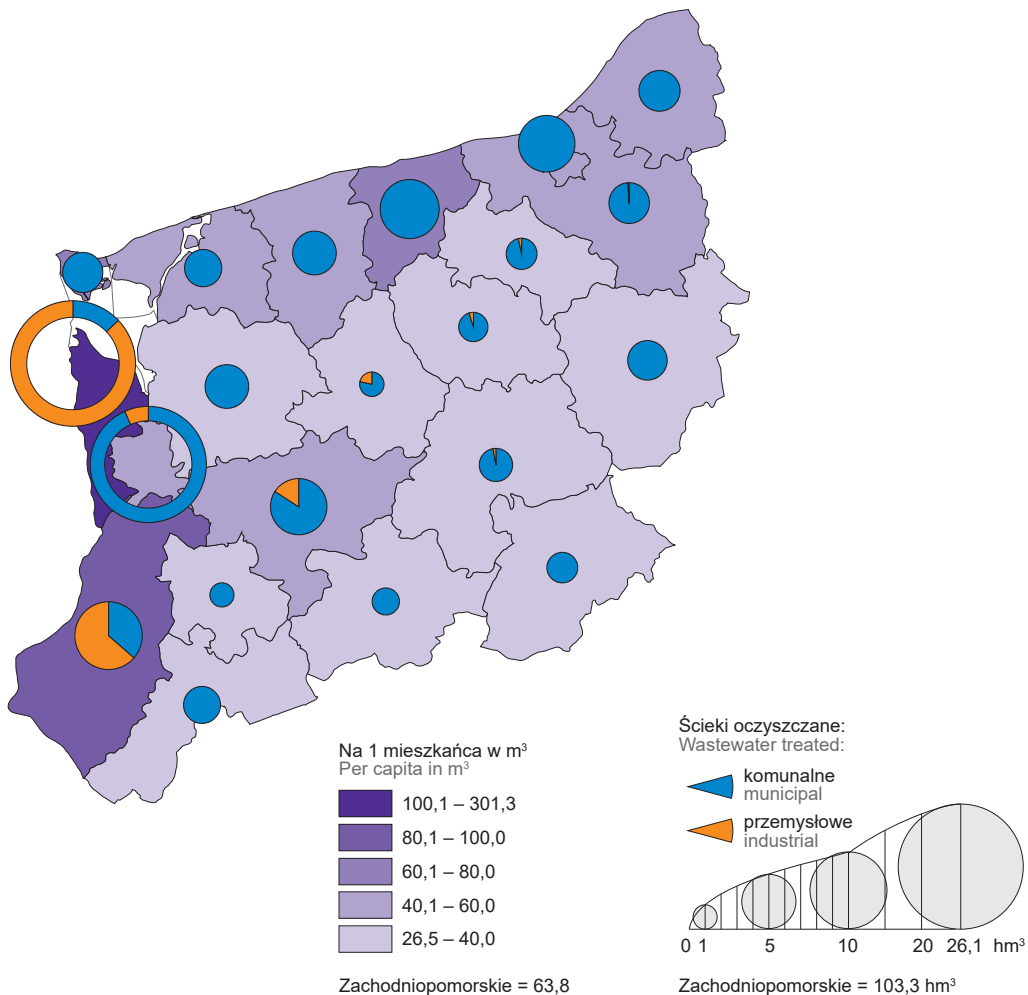 Na 1 mieszkańca w m³
Per capita in m³
100,1 – 301,3
80,1 – 100,0
60,1 – 80,0
40,1 – 60,0
26,5 – 40,0
Zachodniopomorskie = 63,8
Ścieki oczyszczane:
Wastewater treated:
komunalne
municipal
przemysłowe
industrial
0 1 5 10 20 26,1 hm³
Zachodniopomorskie = 103,3 hm³